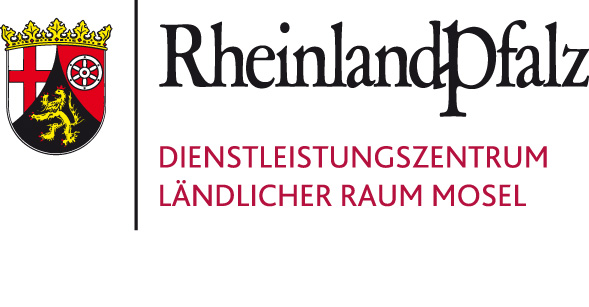 RheinlandPfalz
DIENSTLEISTUNGSZENTRUM
LÄNDLICHER RAUM MOSEL